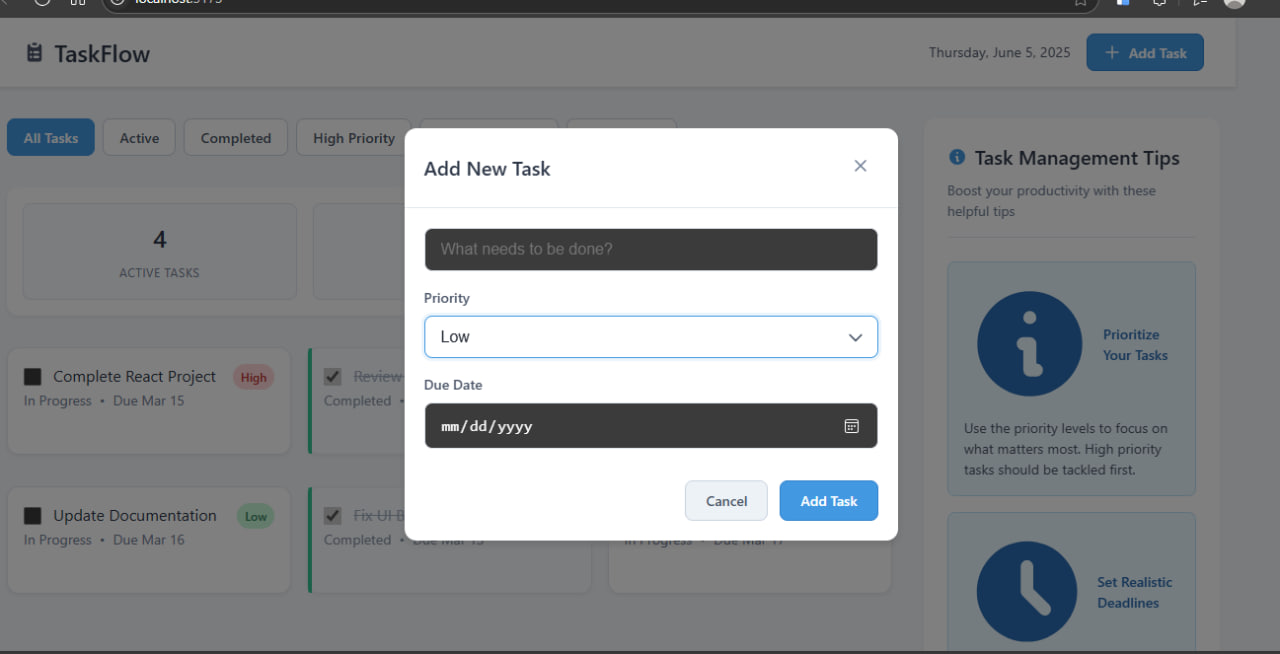 TaskFlow
Thursday, June 5, 2025
+ Add Task
All Tasks
Active
Completed
High Priority
Add New Task
What needs to be done?
Priority
Low
Due Date
mm/dd/yyyy
Cancel
Add Task
4
ACTIVE TASKS
Complete React Project
High
In Progress • Due Mar 15
Review
Completed •
Update Documentation
Low
In Progress • Due Mar 16
Fix UI B
Completed • Due Mar 15
In Progress • Due Mar 17
Task Management Tips
Boost your productivity with these
helpful tips
Prioritize
Your Tasks
Use the priority levels to focus on
what matters most. High priority
tasks should be tackled first.
Set Realistic
Deadlines